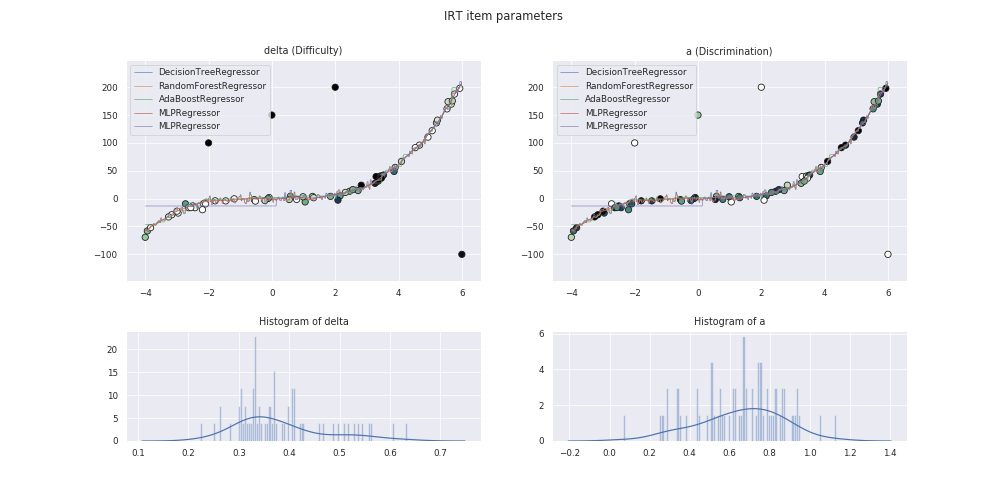 IRT item parameters
delta (Difficulty)
DecisionTreeRegressor
RandomForestRegressor
AdaBoostRegressor
MLPRegressor
MLPRegressor
200
150
100
50
0
−50
−100
−4 −2 0 2 4 6
a (Discrimination)
DecisionTreeRegressor
RandomForestRegressor
AdaBoostRegressor
MLPRegressor
MLPRegressor
200
150
100
50
0
−50
−100
−4 −2 0 2 4 6
Histogram of delta
20
15
10
5
0
0.1 0.2 0.3 0.4 0.5 0.6 0.7
Histogram of a
6
4
2
0
−0.2 0.0 0.2 0.4 0.6 0.8 1.0 1.2 1.4